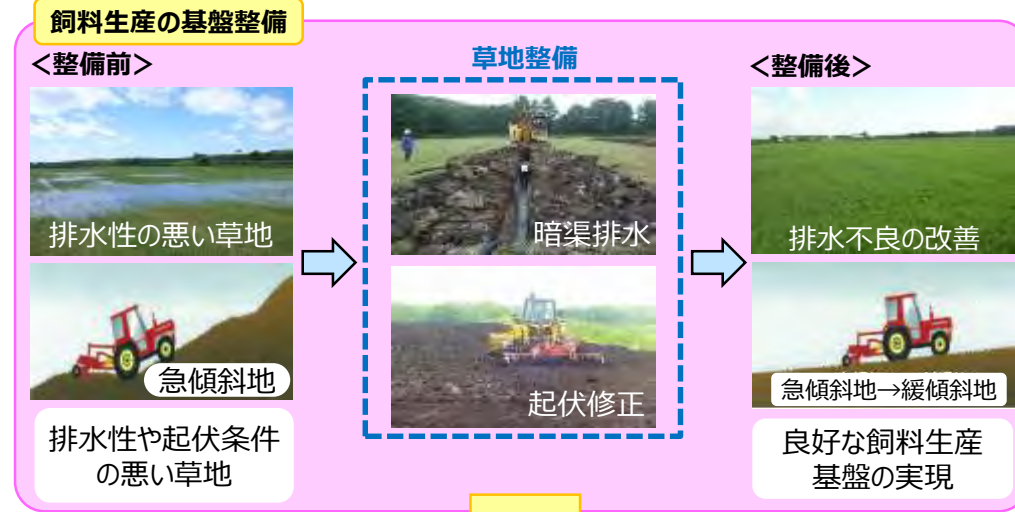 飼料生産の基盤整備
＜整備前＞
排水性の悪い草地
急傾斜地
排水性や起伏条件
の悪い草地
草地整備
暗渠排水
起伏修正
＜整備後＞
排水不良の改善
急傾斜地→緩傾斜地
良好な飼料生産
基盤の実現